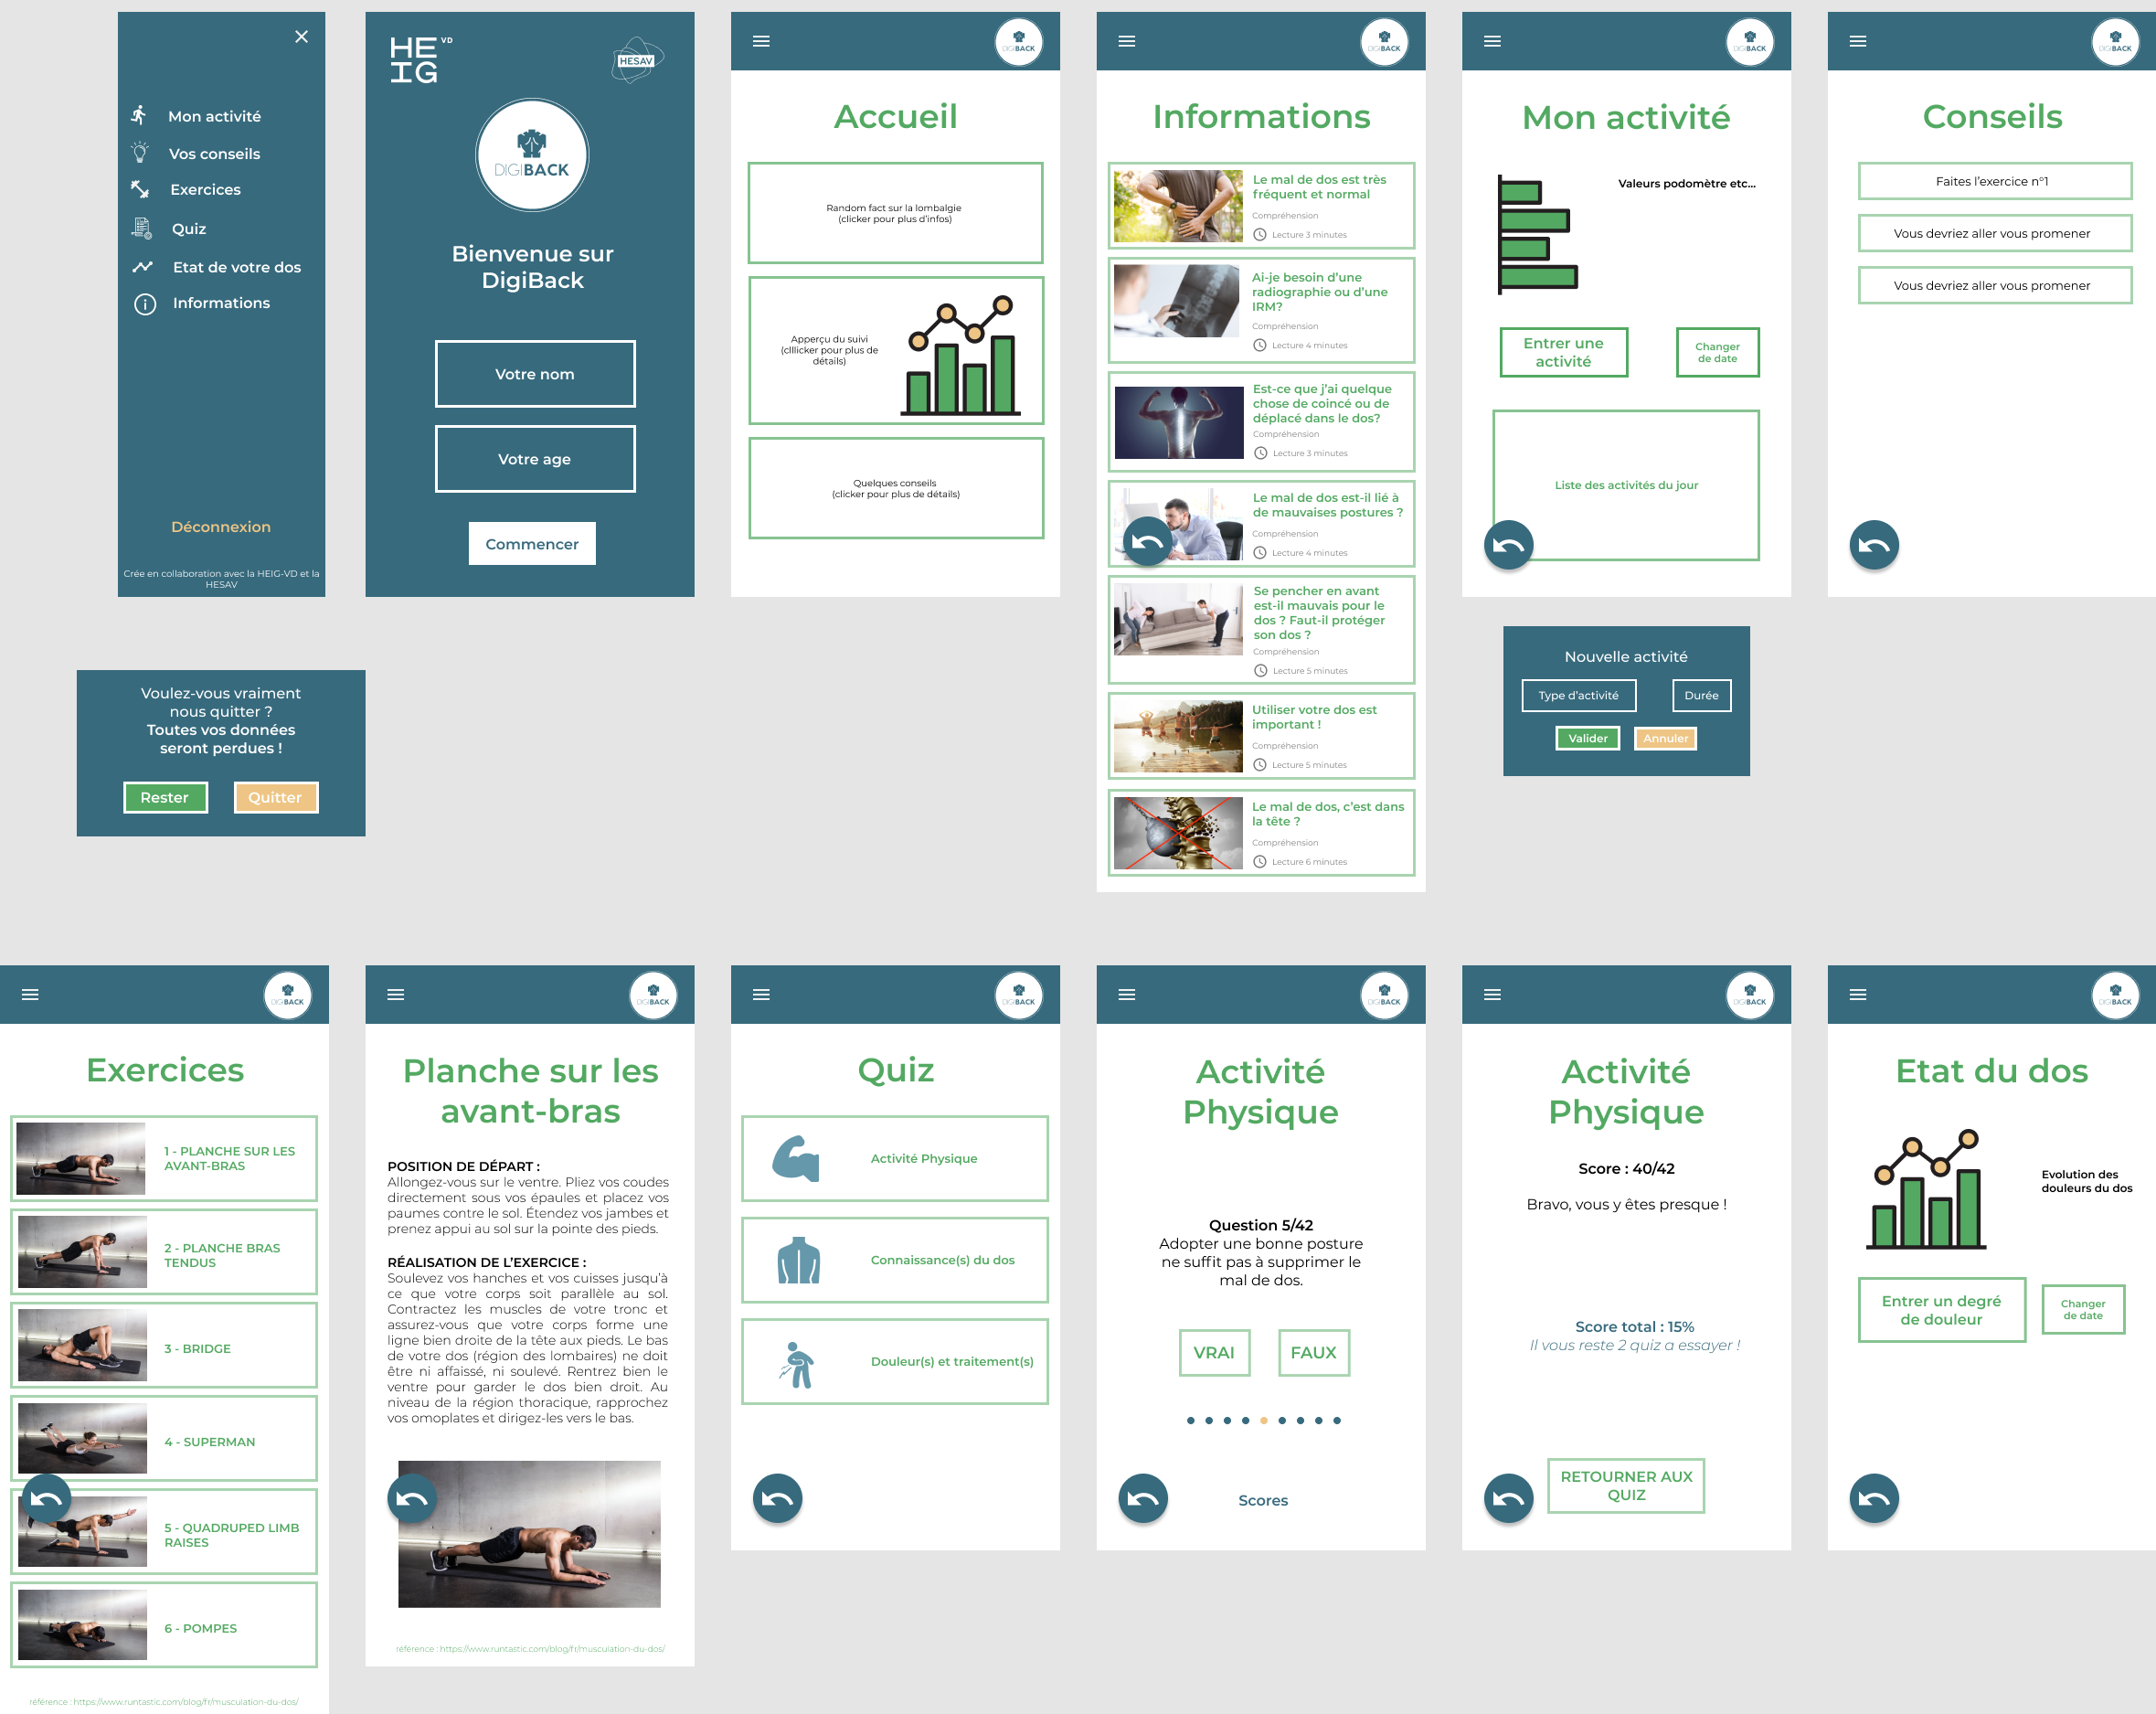 Mon activité
Vos conseils
Exercices
Quiz
Etat de votre dos
Informations
Déconnexion
Crée en collaboration avec la HEIG-VD et la
HESAV
HE VD
IG
HESAV
DIGIBACK
Bienvenue sur
DigiBack
Votre nom
Votre age
Commencer
DIGIBACK
Accueil
Random fact sur la lombalgie
(clicker pour plus d'infos)
Apperçu du suivi
(clllicker pour plus de
détails)
Quelques conseils
(clicker pour plus de détails)
DIGIBACK
Informations
Le mal de dos est très
fréquent et normal
Compréhension
Lecture 3 minutes
Ai-je besoin d'une
radiographie ou d'une
IRM?
Compréhension
Lecture 4 minutes
Est-ce que j'ai quelque
chose de coincé ou de
déplacé dans le dos?
Compréhension
Lecture 3 minutes
Le mal de dos est-il lié à
de mauvaises postures ?
Compréhension
Lecture 4 minutes
Se pencher en avant
est-il mauvais pour le
dos ? Faut-il protéger
son dos ?
Compréhension
Lecture 5 minutes
Utiliser votre dos est
important !
Compréhension
Lecture 5 minutes
Le mal de dos, c'est dans
la tête ?
Compréhension
Lecture 6 minutes
DIGIBACK
Mon activité
Valeurs podomètre etc...
Entrer une
activité
Changer
de date
Liste des activités du jour
DIGIBACK
Conseils
Faites l'exercice n°1
Vous devriez aller vous promener
Vous devriez aller vous promener
Voulez-vous vraiment
nous quitter ?
Toutes vos données
seront perdues !
Rester
Quitter
Nouvelle activité
Type d'activité
Durée
Valider
Annuler
DIGIBACK
Exercices
1 - PLANCHE SUR LES
AVANT-BRAS
2 - PLANCHE BRAS
TENDUS
3 - BRIDGE
4 - SUPERMAN
5 - QUADRUPED LIMB
RAISES
6 - POMPES
référence : https://www.runtastic.com/blog/fr/musculation-du-dos/
DIGIBACK
Planche sur les
avant-bras
POSITION DE DÉPART :
Allongez-vous sur le ventre. Pliez vos coudes
directement sous vos épaules et placez vos
paumes contre le sol. Étendez vos jambes et
prenez appui au sol sur la pointe des pieds.
RÉALISATION DE L'EXERCICE :
Soulevez vos hanches et vos cuisses jusqu'à
ce que votre corps soit parallèle au sol.
Contractez les muscles de votre tronc et
assurez-vous que votre corps forme une
ligne bien droite de la tête aux pieds. Le bas
de votre dos (région des lombaires) ne doit
être ni affaissé, ni soulevé. Rentrez bien le
ventre pour garder le dos bien droit. Au
niveau de la région thoracique, rapprochez
vos omoplates et dirigez-les vers le bas.
référence : https://www.runtastic.com/blog/fr/musculation-du-dos/
DIGIBACK
Quiz
Activité Physique
Connaissance(s) du dos
Douleur(s) et traitement(s)
DIGIBACK
Activité
Physique
Question 5/42
Adopter une bonne posture
ne suffit pas à supprimer le
mal de dos.
VRAI
FAUX
Scores
DIGIBACK
Activité
Physique
Score : 40/42
Bravo, vous y êtes presque !
Score total : 15%
Il vous reste 2 quiz a essayer !
RETOURNER AUX
QUIZ
DIGIBACK
Etat du dos
Evolution des
douleurs du dos
Entrer un degré
de douleur
Changer
de date